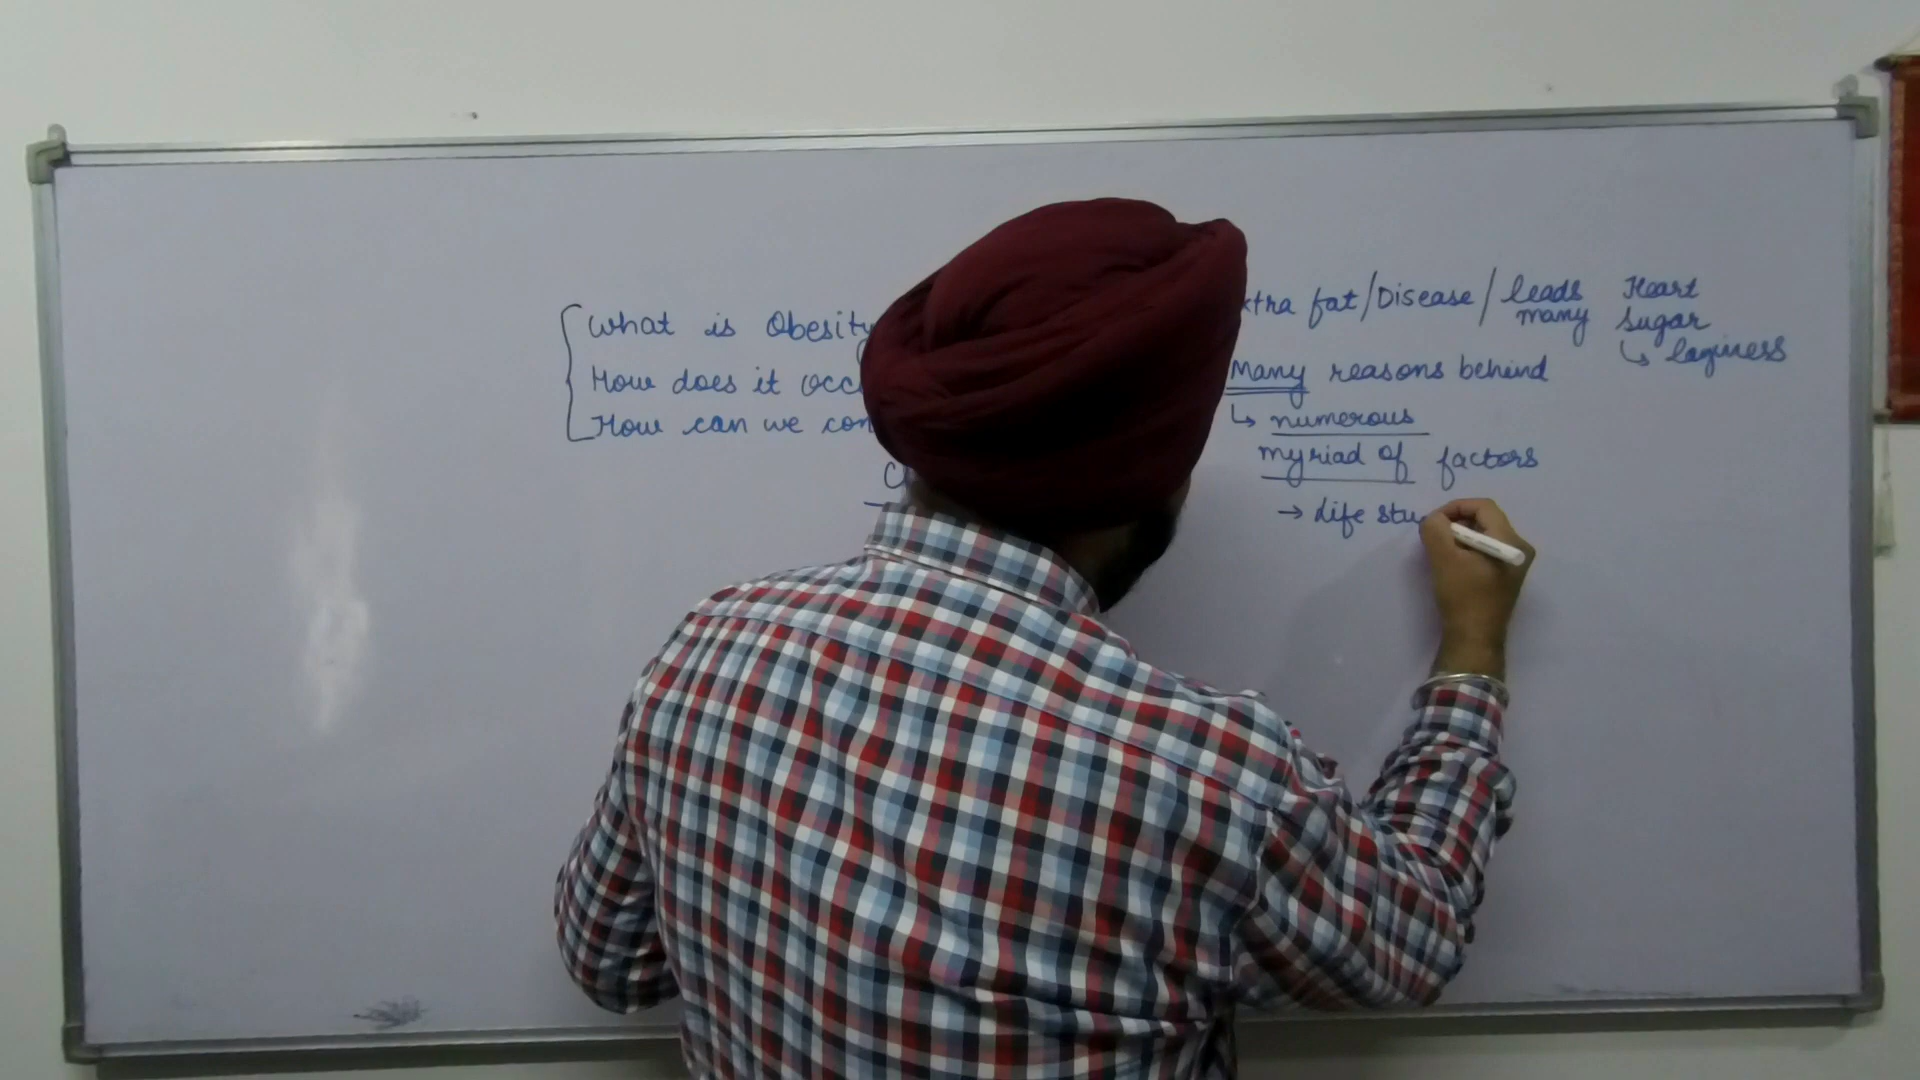 What is Obesity
How does it occ
How can we con
C
xtra fat/Disease/leads many
Heart
Sugar
↳ laziness
Many reasons behind
↳ numerous
myriad of factors
→ life sty